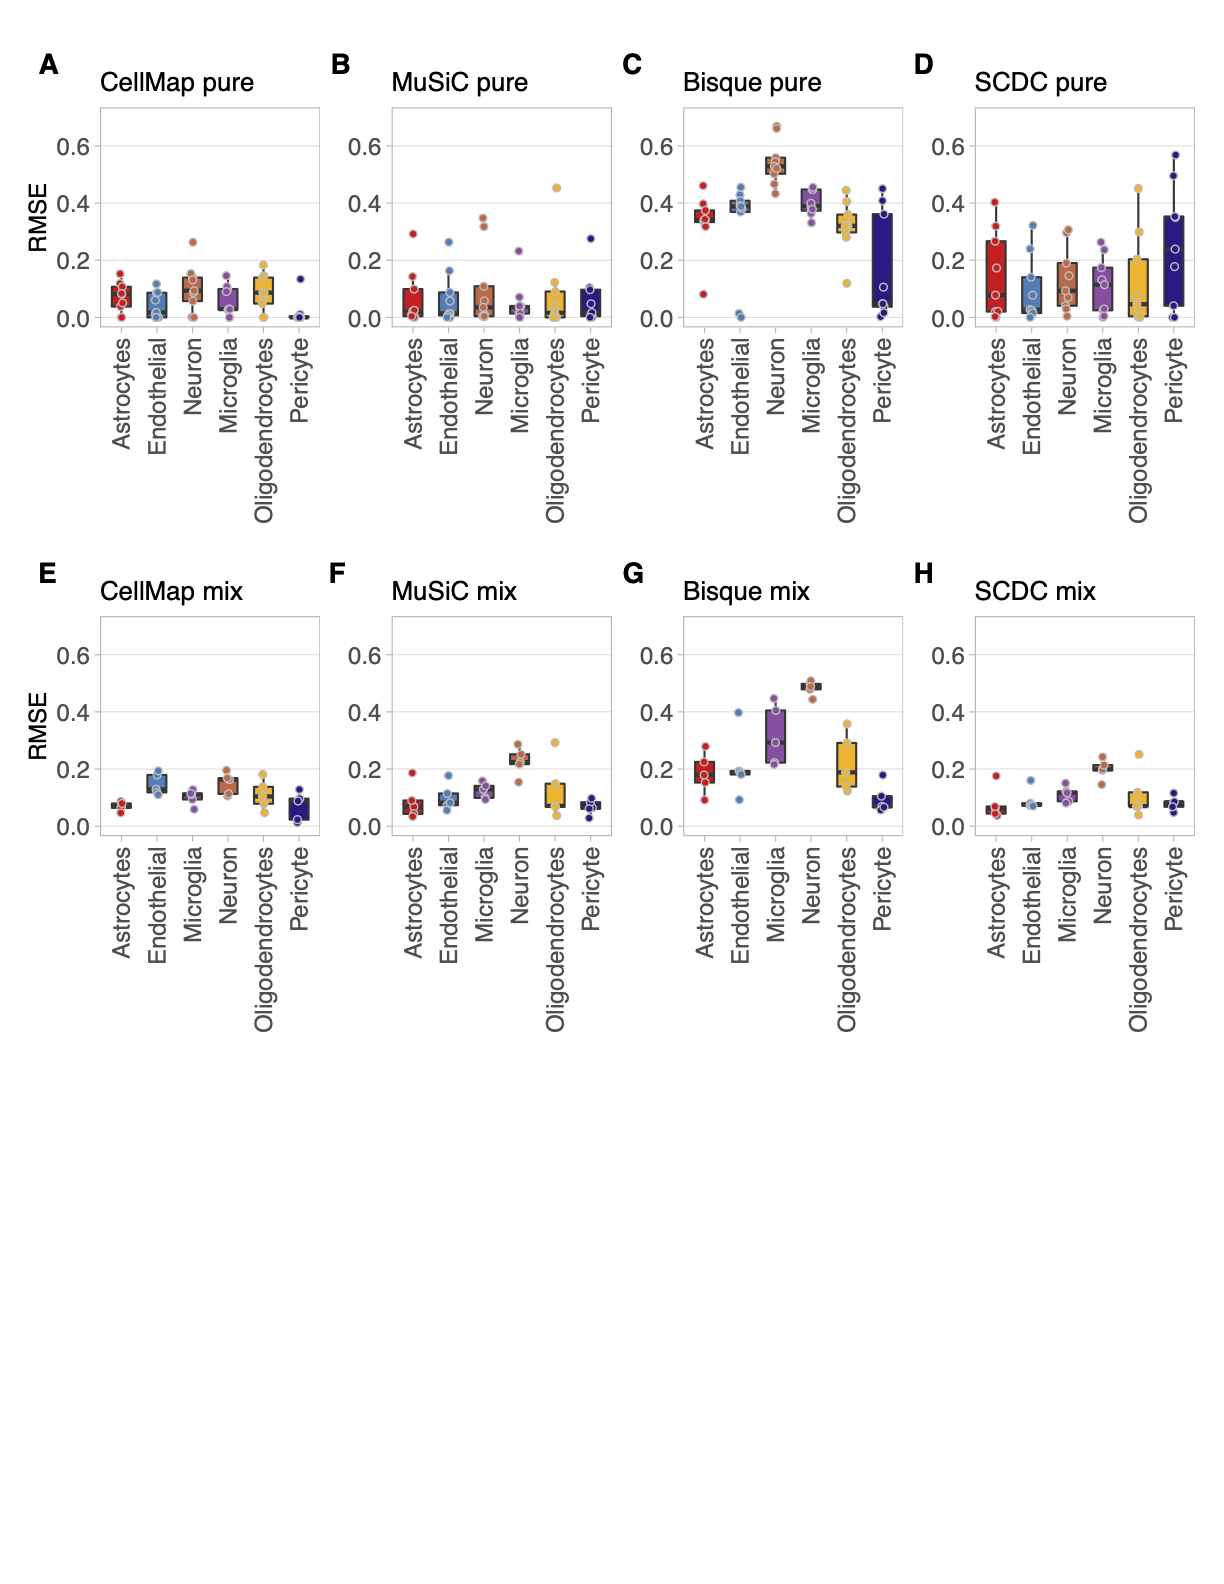 A
CellMap pure
B
MuSiC pure
C
Bisque pure
D
SCDC pure
RMSE
0.6
0.4
0.2
0.0
0.6
0.4
0.2
0.0
0.6
0.4
0.2
0.0
0.6
0.4
0.2
0.0
Astrocytes
Endothelial
Neuron
Microglia
Oligodendrocytes
Pericyte
Astrocytes
Endothelial
Neuron
Microglia
Oligodendrocytes
Pericyte
Astrocytes
Endothelial
Neuron
Microglia
Oligodendrocytes
Pericyte
Astrocytes
Endothelial
Neuron
Microglia
Oligodendrocytes
Pericyte
E
CellMap mix
F
MuSiC mix
G
Bisque mix
H
SCDC mix
RMSE
0.6
0.4
0.2
0.0
0.6
0.4
0.2
0.0
0.6
0.4
0.2
0.0
0.6
0.4
0.2
0.0
Astrocytes
Endothelial
Microglia
Neuron
Oligodendrocytes
Pericyte
Astrocytes
Endothelial
Microglia
Neuron
Oligodendrocytes
Pericyte
Astrocytes
Endothelial
Microglia
Neuron
Oligodendrocytes
Pericyte
Astrocytes
Endothelial
Microglia
Neuron
Oligodendrocytes
Pericyte